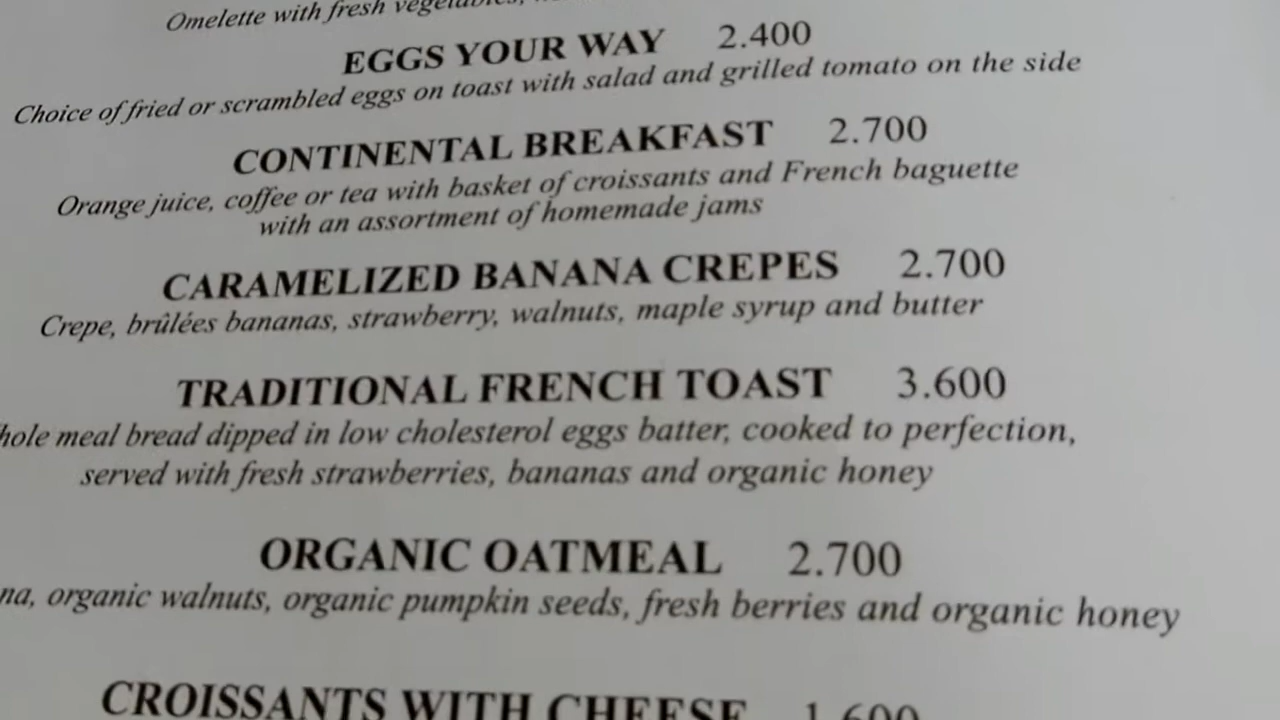 Omelette with fresh
EGGS YOUR WAY 2.400
Choice of fried or scrambled eggs on toast with salad and grilled tomato on the side
CONTINENTAL BREAKFAST 2.700
Orange juice, coffee or tea with basket of croissants and French baguette
with an assortment of homemade jams
CARAMELIZED BANANA CREPES 2.700
Crepe, brûlées bananas, strawberry, walnuts, maple syrup and butter
TRADITIONAL FRENCH TOAST 3.600
hole meal bread dipped in low cholesterol eggs batter, cooked to perfection,
served with fresh strawberries, bananas and organic honey
ORGANIC OATMEAL 2.700
na, organic walnuts, organic pumpkin seeds, fresh berries and organic honey
CROISSANTS WITH CHEESE 1.600